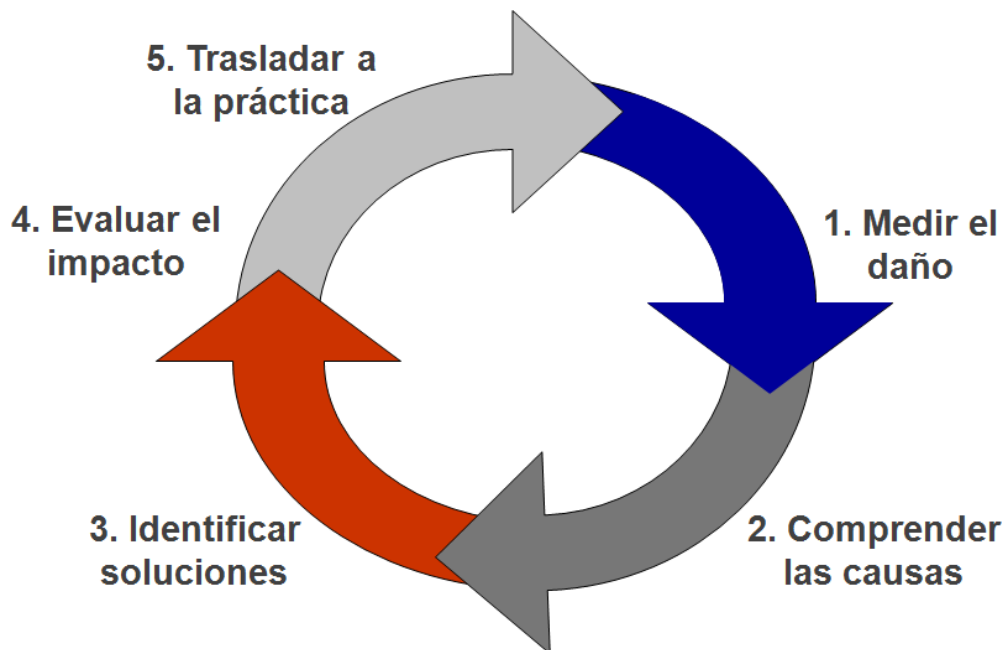 5. Trasladar a
la práctica
4. Evaluar el
impacto
1. Medir el
daño
3. Identificar
soluciones
2. Comprender
las causas